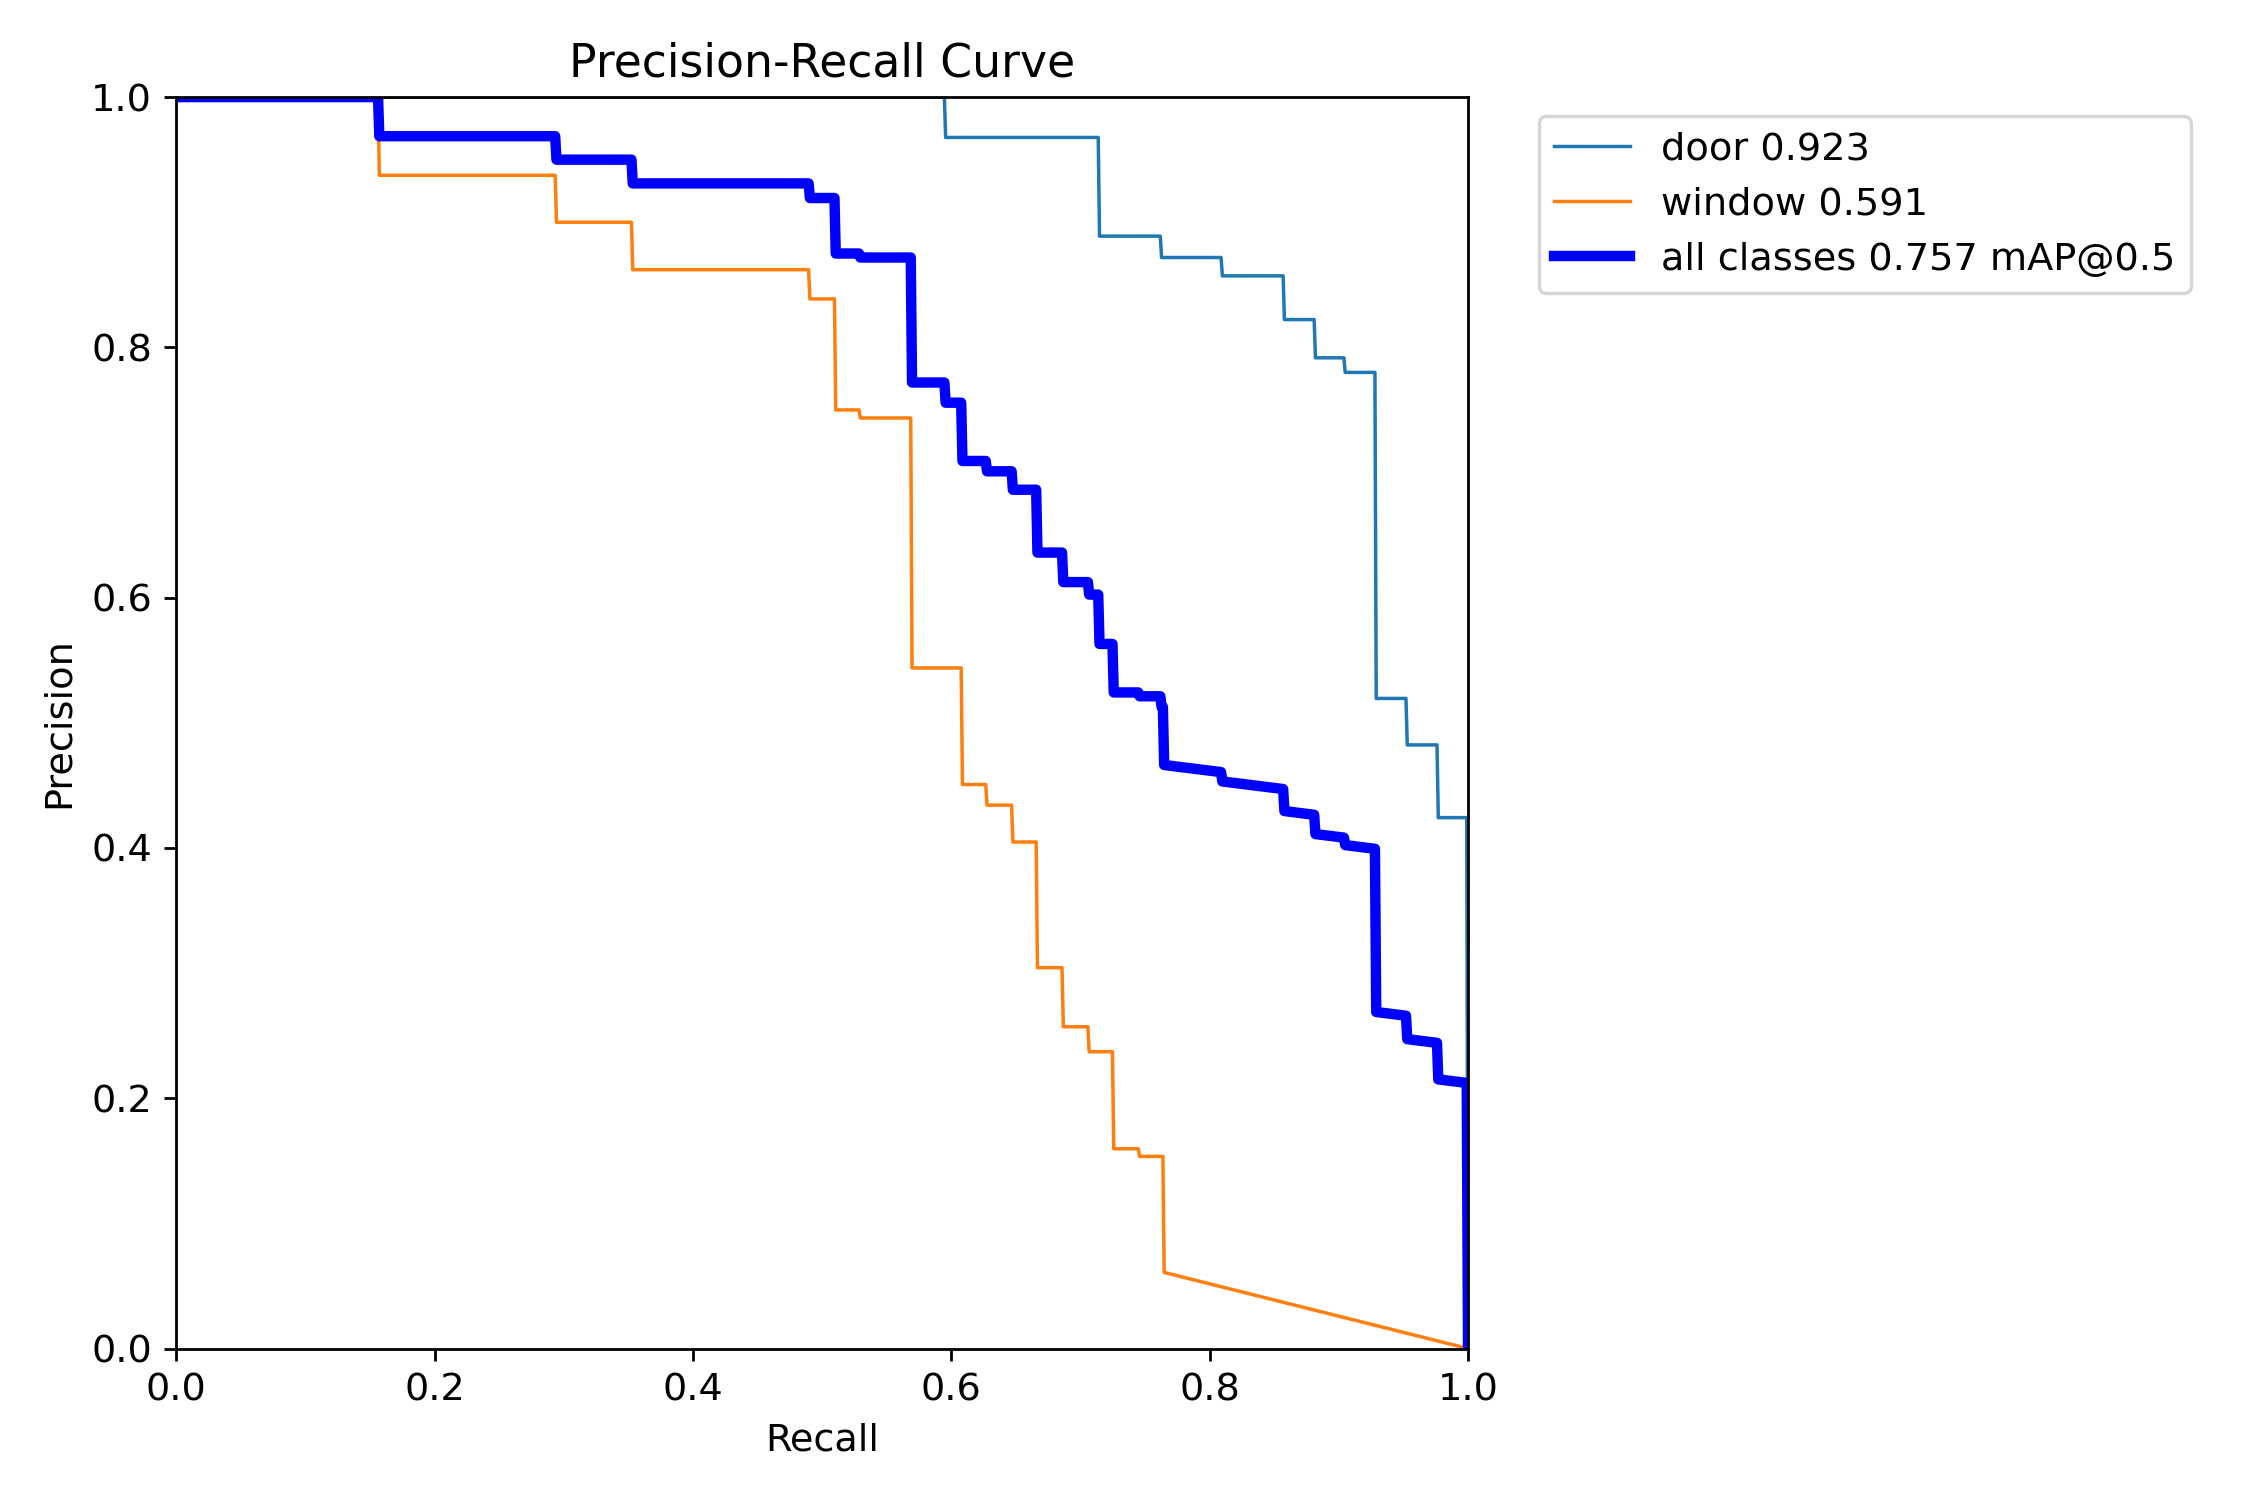 Precision-Recall Curve
1.0
0.8
0.6
0.4
0.2
0.0
Precision
0.0 0.2 0.4 0.6 0.8 1.0
Recall
door 0.923
window 0.591
all classes 0.757 mAP@0.5